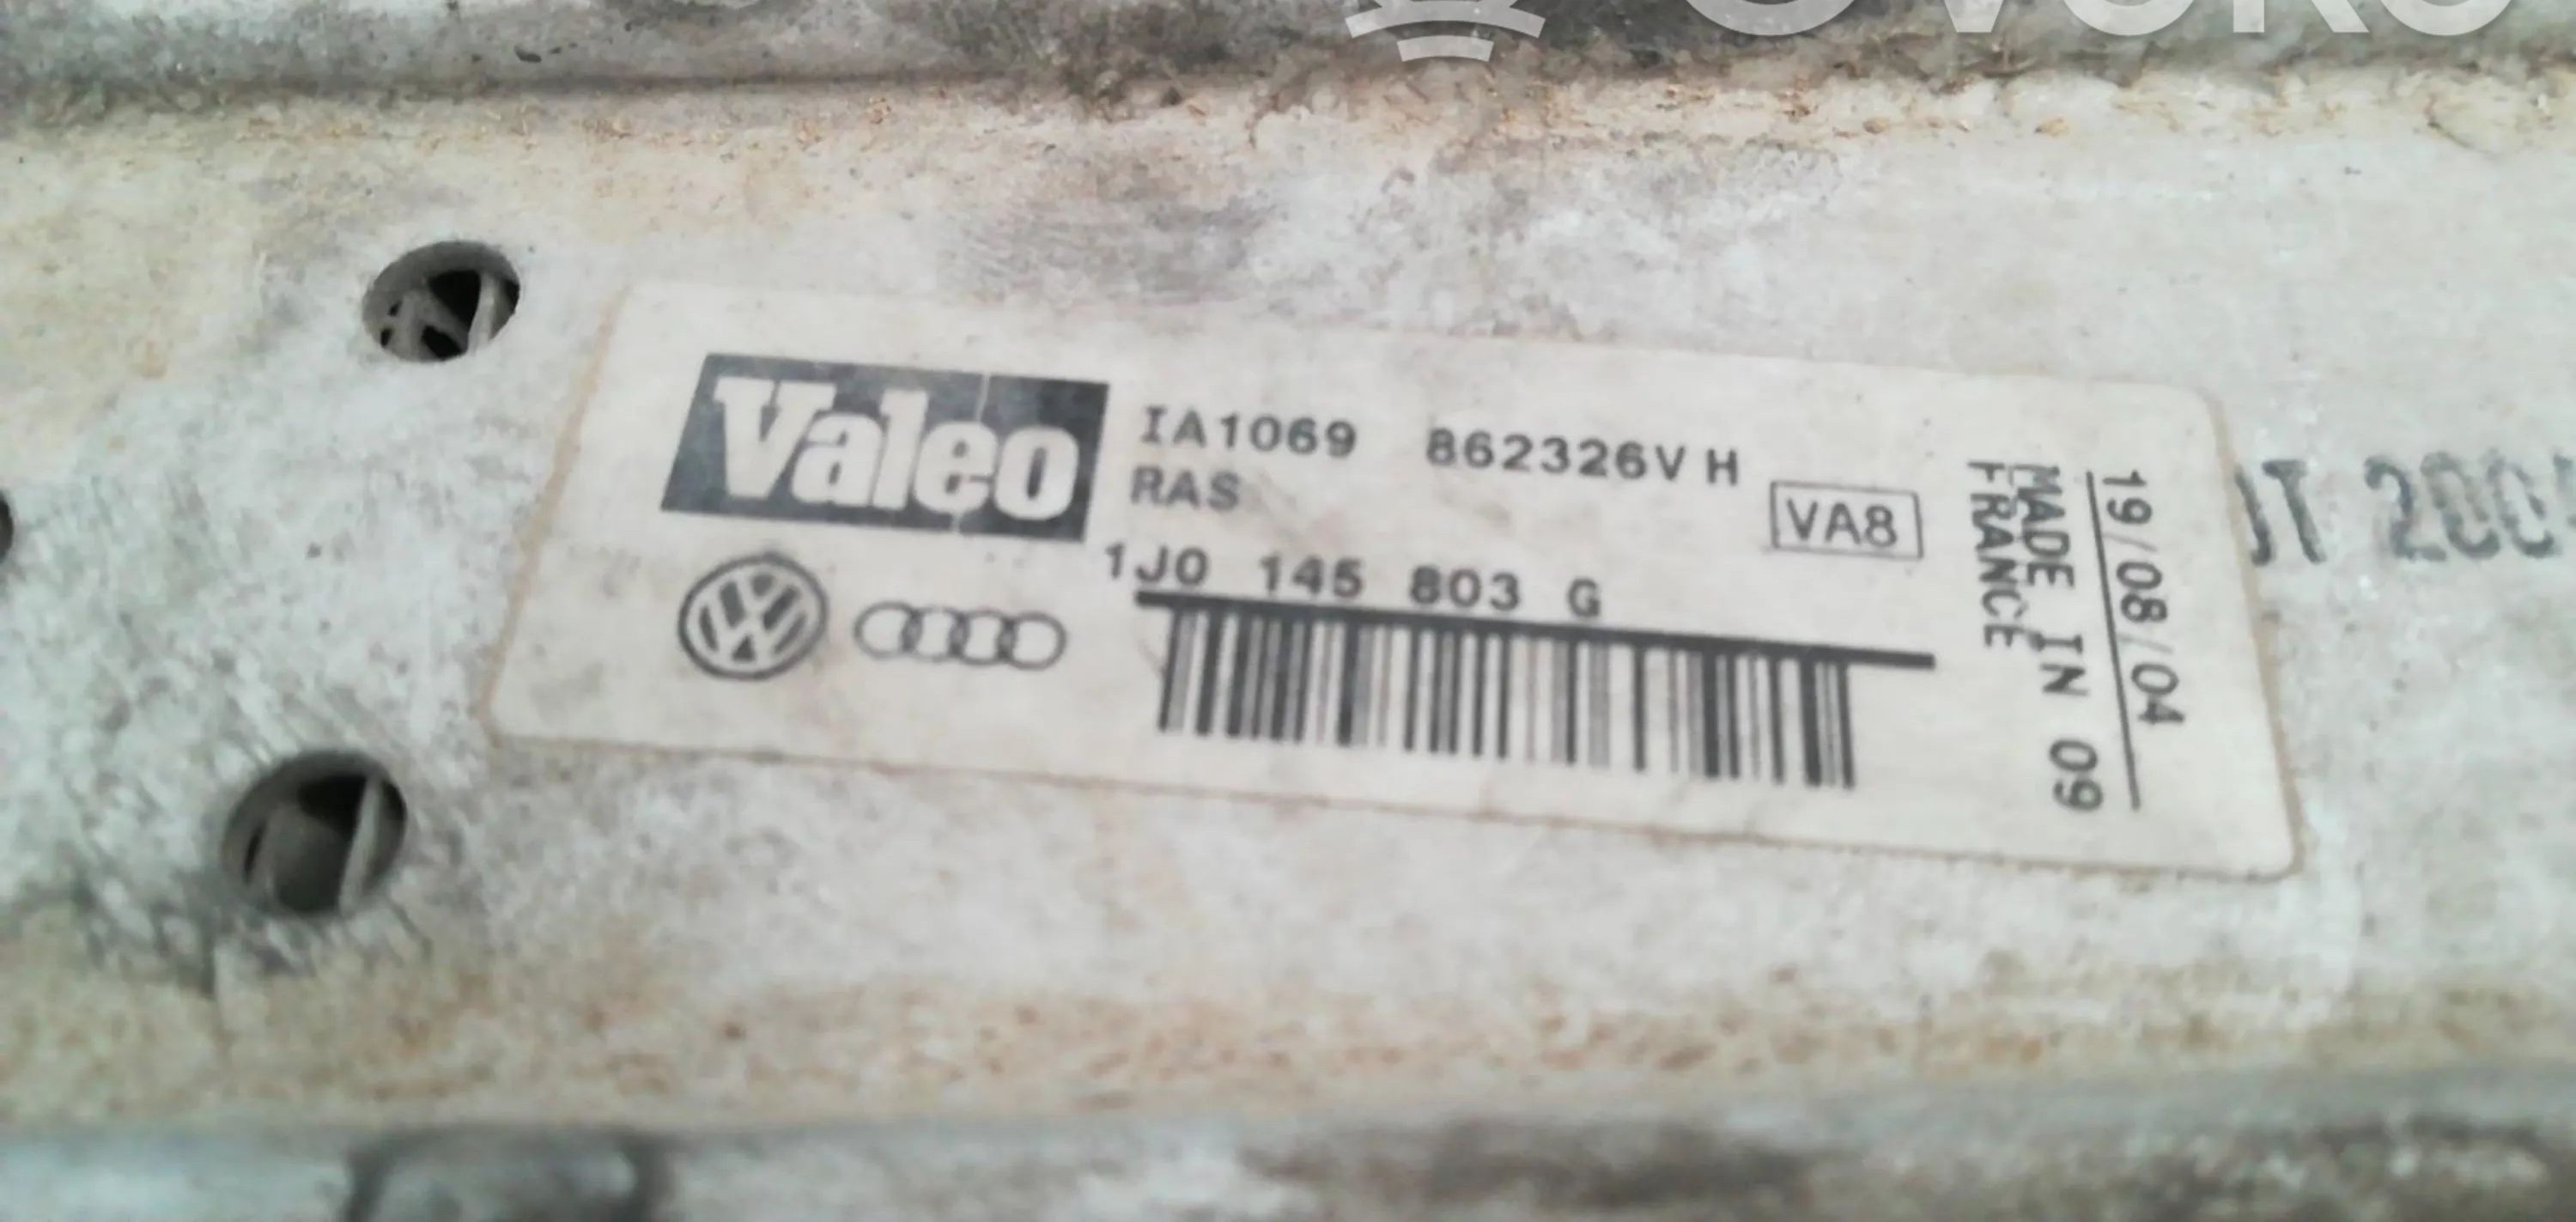 Valeo
IA1069 862326V H
RAS
VA8
1J0 145 803 G
19/08/04
MADE IN 09
FRANCE